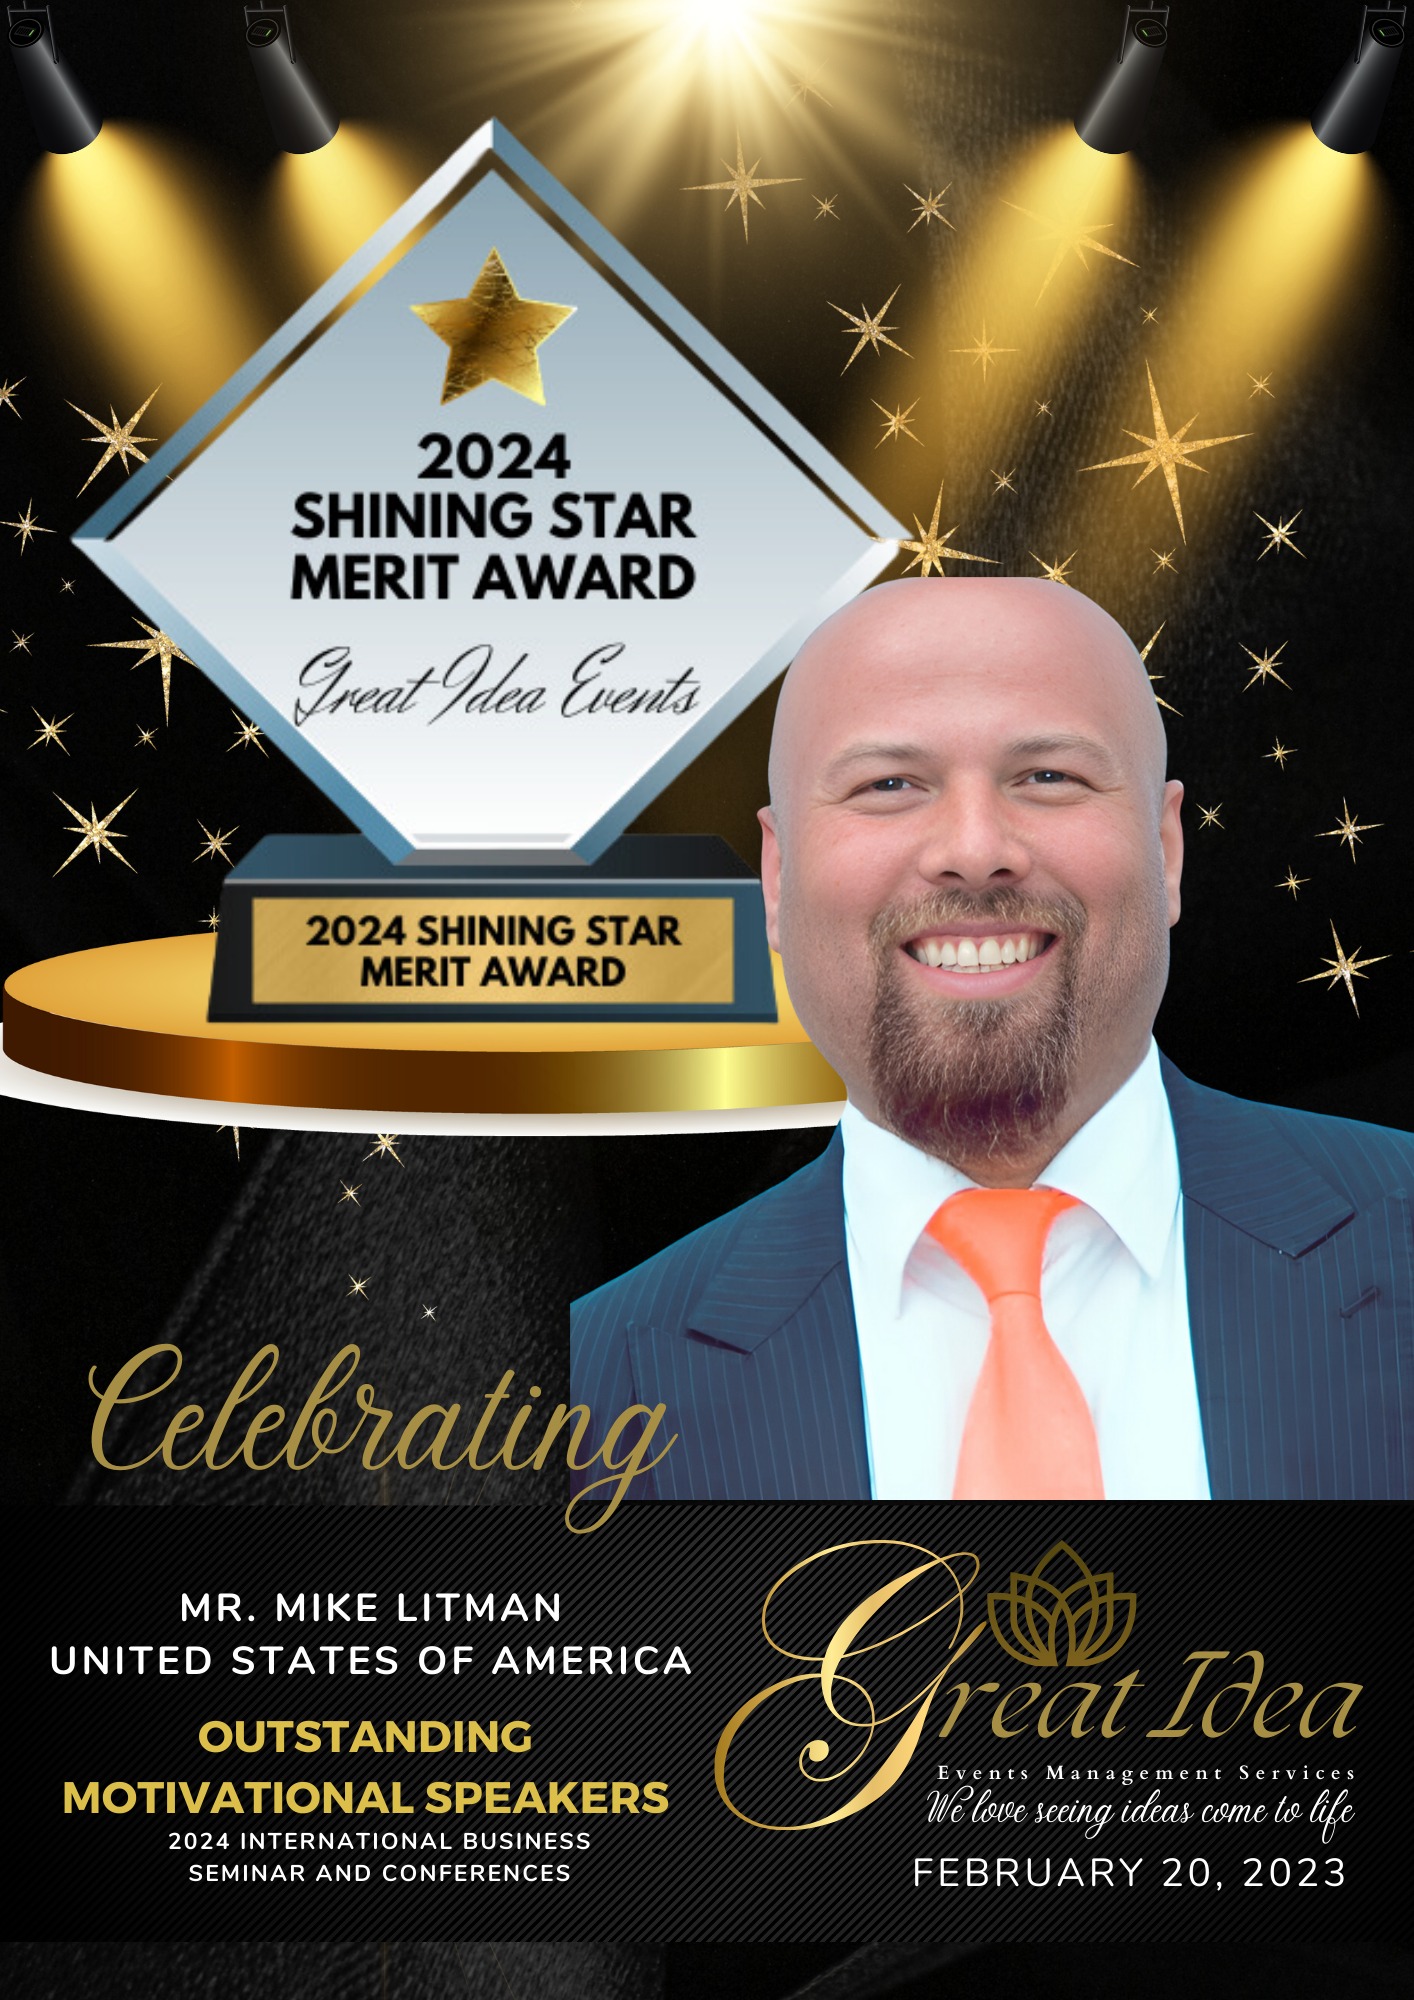 2024
SHINING STAR
MERIT AWARD
Great Idea Events
2024 SHINING STAR
MERIT AWARD
Celebrating
MR. MIKE LITMAN
UNITED STATES OF AMERICA
OUTSTANDING
MOTIVATIONAL SPEAKERS
2024 INTERNATIONAL BUSINESS
SEMINAR AND CONFERENCES
Great Idea
Events Management Services
We love seeing ideas come to life
FEBRUARY 20, 2023